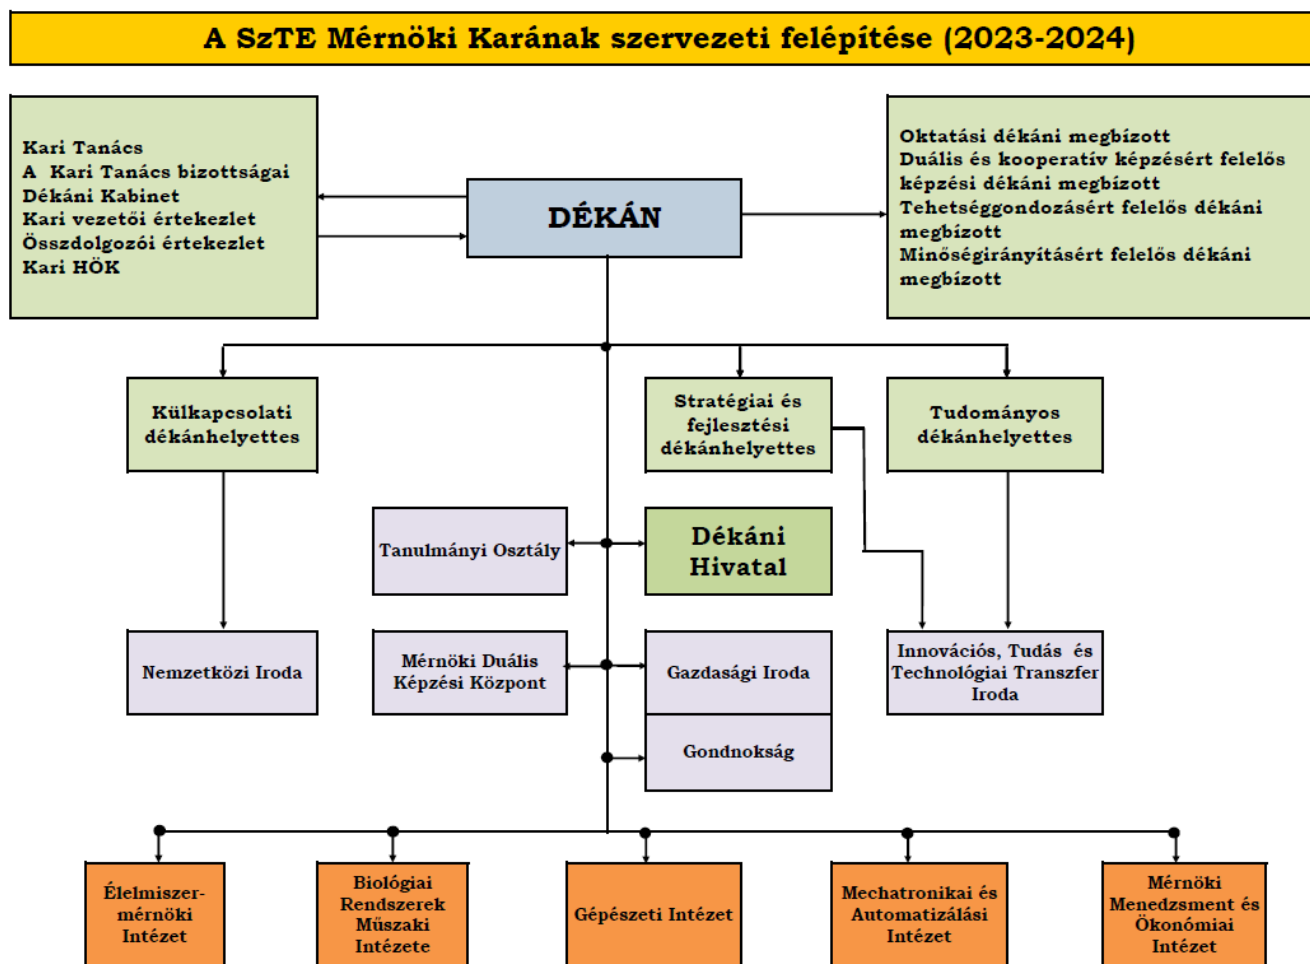 A SzTE Mérnöki Karának szervezeti felépítése (2023-2024)
Kari Tanács
A Kari Tanács bizottságai
Dékáni Kabinet
Kari vezetői értekezlet
Összdolgozói értekezlet
Kari HÖK
DÉKÁN
Oktatási dékáni megbízott
Duális és kooperatív képzésért felelős
képzési dékáni megbízott
Tehetséggondozásért felelős dékáni
megbízott
Minőségirányításért felelős dékáni
megbízott
Külkapcsolati
dékánhelyettes
Stratégiai és
fejlesztési
dékánhelyettes
Tudományos
dékánhelyettes
Tanulmányi Osztály
Dékáni
Hivatal
Nemzetközi Iroda
Mérnöki Duális
Képzési Központ
Gazdasági Iroda
Innovációs, Tudás és
Technológiai Transzfer
Iroda
Gondnokság
Élelmiszer-
mérnöki
Intézet
Biológiai
Rendszerek
Műszaki
Intézete
Gépészeti Intézet
Mechatronikai és
Automatizálási
Intézet
Mérnöki
Menedzsment és
Ökonómiai
Intézet